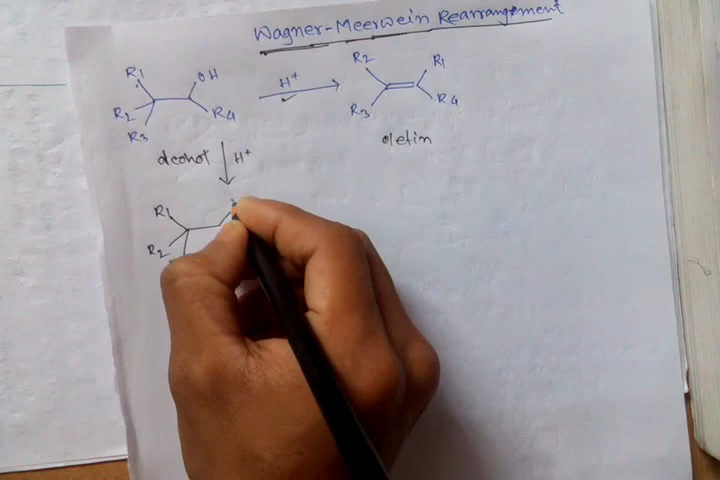 Wagner-Meerwein Rearrangement
R1 OH H+ R2 R1
R2 R4 R3 R4
R3 olefin
alcohol H+
R1
R2